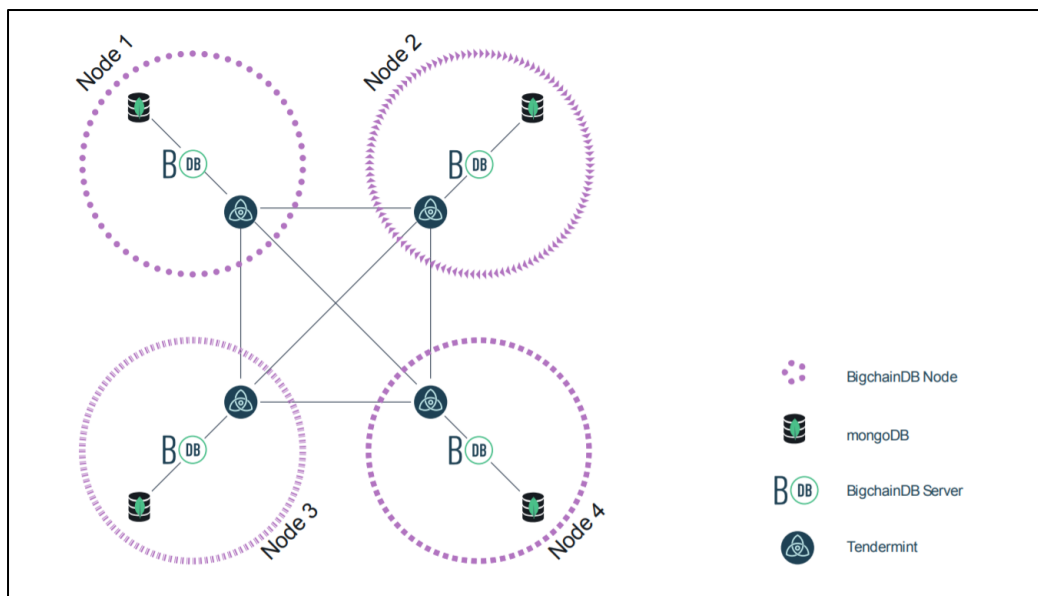 Node 1
Node 2
B DB
B DB
B DB
B DB
Node 3
Node 4
BigchainDB Node
mongoDB
B DB BigchainDB Server
Tendermint